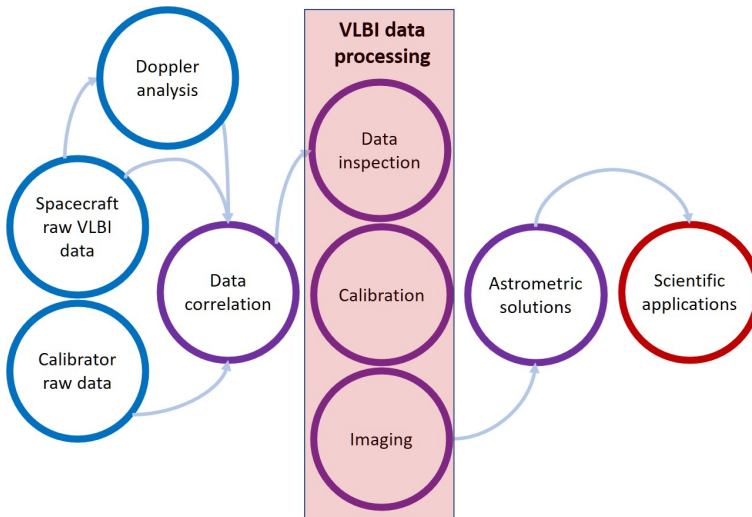 VLBI data
processing
Doppler
analysis
Spacecraft
raw VLBI
data
Calibrator
raw data
Data
correlation
Data
inspection
Calibration
Imaging
Astrometric
solutions
Scientific
applications